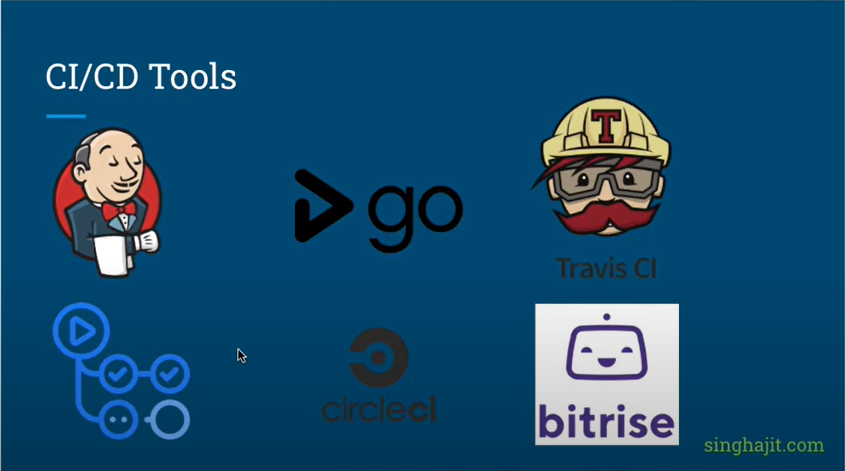 CI/CD Tools
T
go
Travis CI
circleci
bitrise
singhajit.com